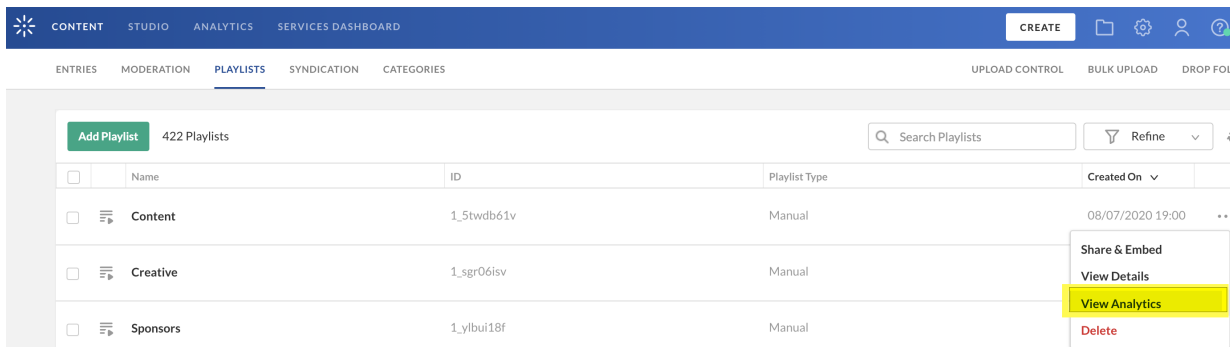 CONTENT STUDIO ANALYTICS SERVICES DASHBOARD CREATE
ENTRIES MODERATION PLAYLISTS SYNDICATION CATEGORIES UPLOAD CONTROL BULK UPLOAD DROP FOL
Add Playlist 422 Playlists Search Playlists Refine
Name ID Playlist Type Created On
Content 1_5twdb61v Manual 08/07/2020 19:00
Share & Embed
Creative 1_sgr06isv Manual
View Details
View Analytics
Sponsors 1_ylbui18f Manual
Delete